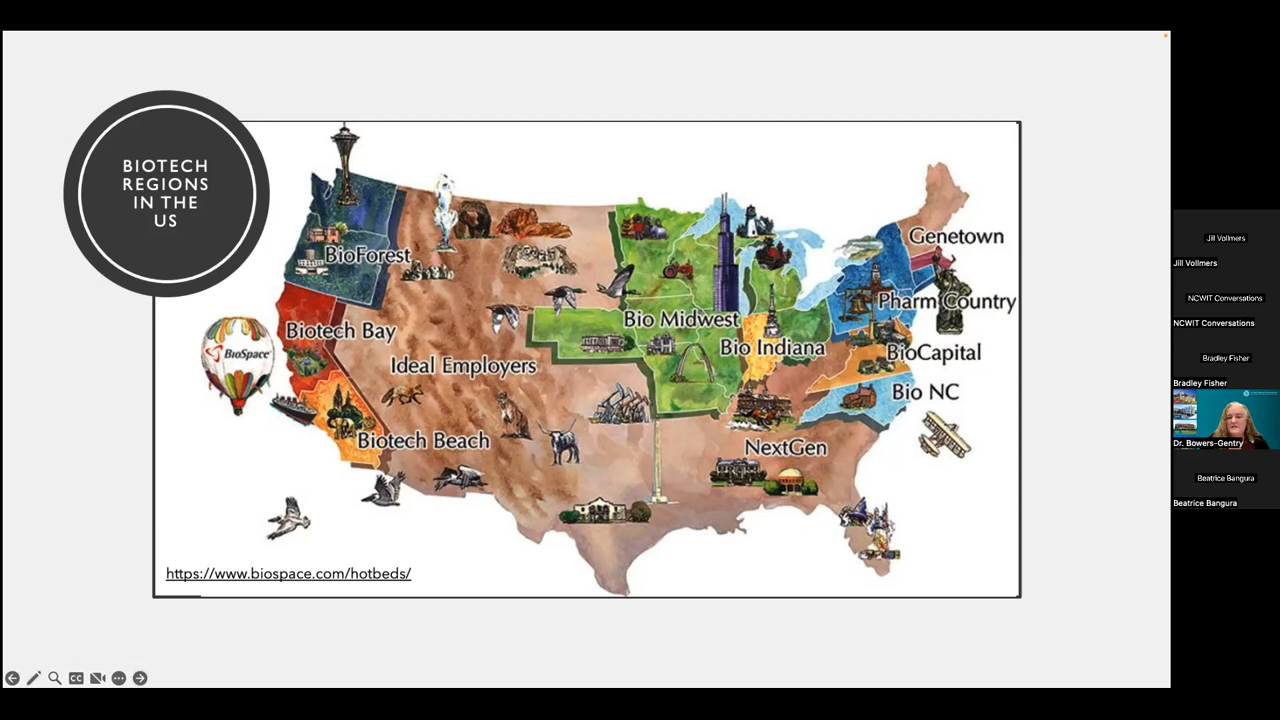 BIOTECH
REGIONS
IN THE
US
BioForest
Genetown
Pharm Country
Bio Midwest
Biotech Bay
BioSpace
Bio Indiana
BioCapital
Ideal Employers
Bio NC
Biotech Beach
NextGen
https://www.biospace.com/hotbeds/
CC
Jill Vollmers
Jill Vollmers
NCWIT Conversations
NCWIT Conversations
Bradley Fisher
Bradley Fisher
Dr. Bowers-Gentry
Beatrice Bangura
Beatrice Bangura